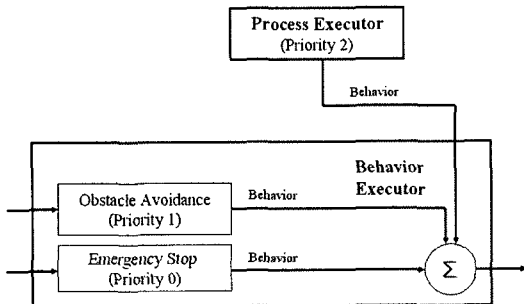 Process Executor
(Priority 2)
Behavior
Behavior
Executor
Obstacle Avoidance
(Priority 1)
Behavior
Emergency Stop
(Priority 0)
Behavior
Σ